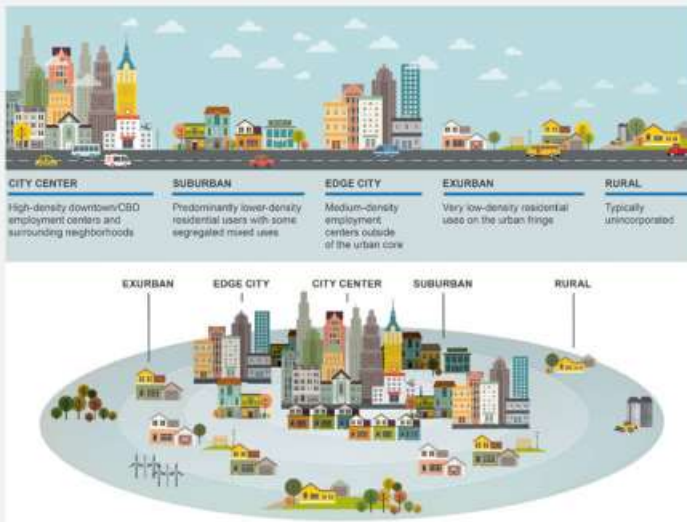 CITY CENTER
High-density downtown/CBD
employment centers and
surrounding neighborhoods
SUBURBAN
Predominantly lower-density
residential users with some
segregated mixed uses
EDGE CITY
Medium-density
employment
centers outside
of the urban core
EXURBAN
Very low-density residential
uses on the urban fringe
RURAL
Typically
unincorporated
EXURBAN EDGE CITY CITY CENTER SUBURBAN RURAL